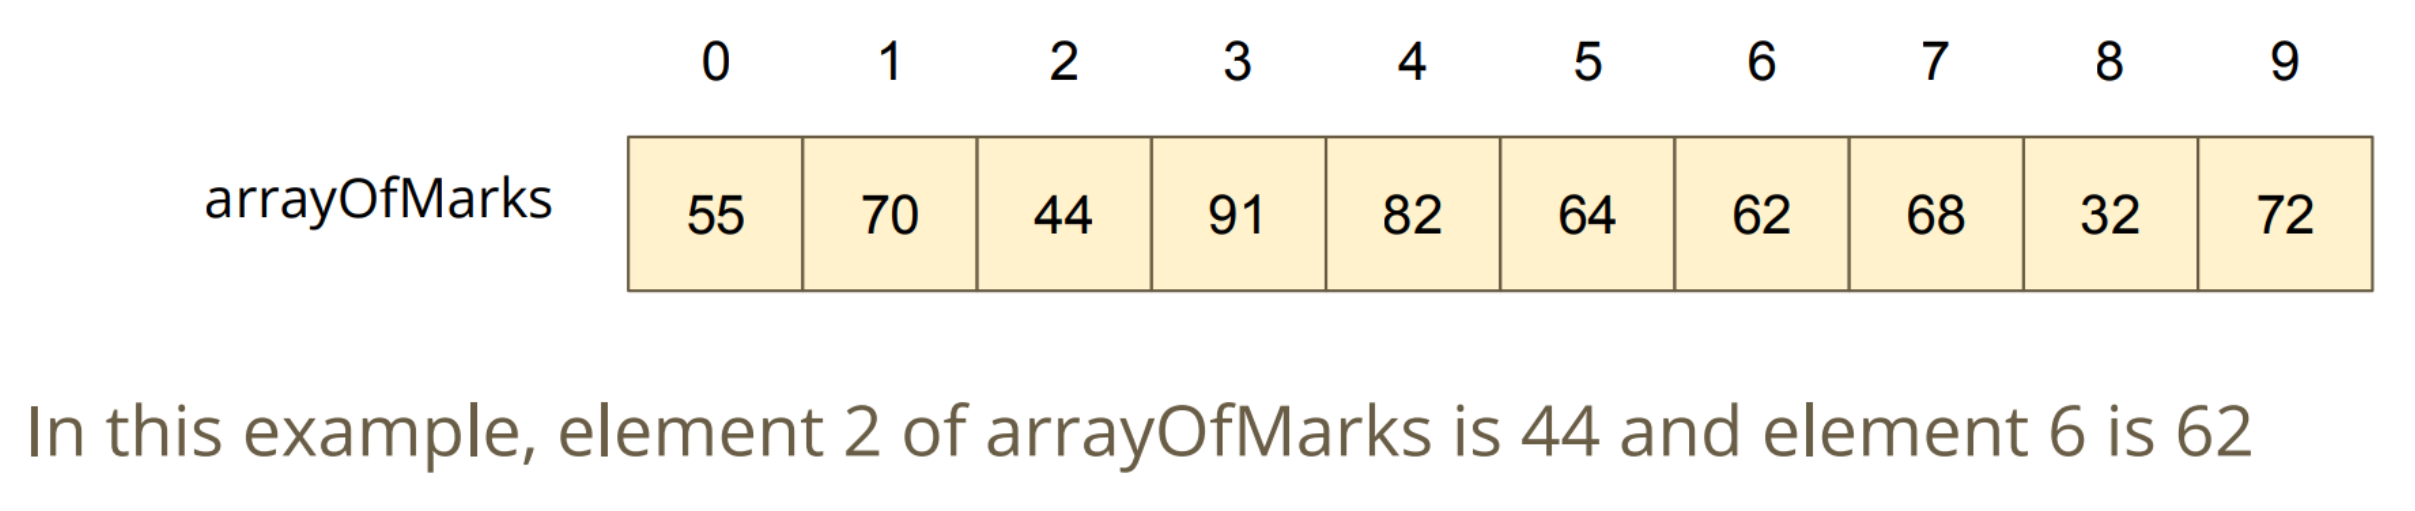 0 1 2 3 4 5 6 7 8 9
arrayOfMarks 55 70 44 91 82 64 62 68 32 72
In this example, element 2 of arrayOfMarks is 44 and element 6 is 62